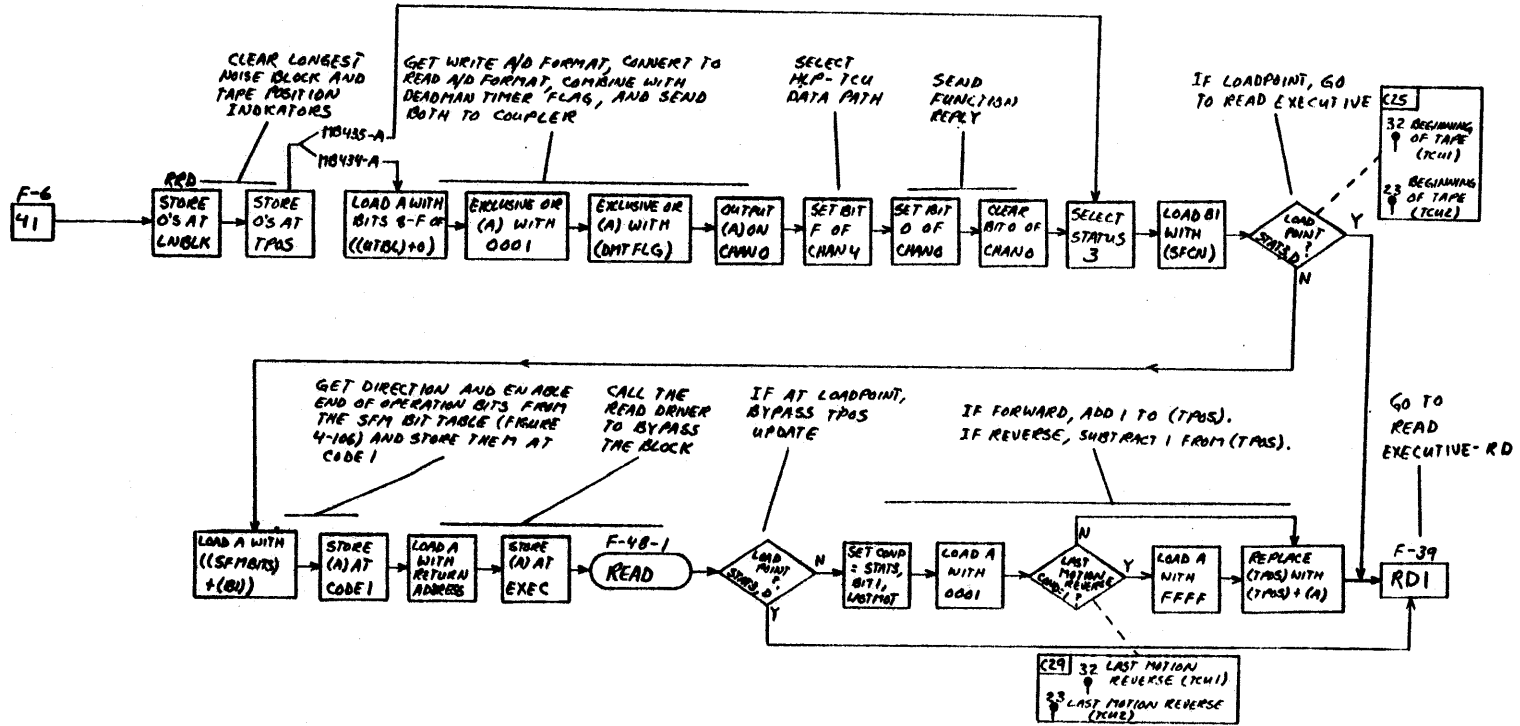 CLEAR LONGEST
NOISE BLOCK AND
TAPE POSITION
INDICATORS
GET WRITE A/D FORMAT, CONVERT TO
READ A/D FORMAT, COMBINE WITH
DEADMAN TIMER FLAG, AND SEND
BOTH TO COUPLER
SELECT
MLP-TCU
DATA PATH
SEND
FUNCTION
REPLY
IF LOADPOINT, GO
TO READ EXECUTIVE
C25
32 BEGINNING
OF TAPE
(TCU1)
23 BEGINNING
OF TAPE
(TCU2)
MB435-A
MB434-A
F-6
41
RRD
STORE
0'S AT
LNBLK
STORE
0'S AT
TPOS
LOAD A WITH
BITS 8-F OF
((UTBL)+0)
EXCLUSIVE OR
(A) WITH
0001
EXCLUSIVE OR
(A) WITH
(DMTFLG)
OUTPUT
(A) ON
CHAN 0
SET BIT
F OF
CHAN 4
SET BIT
0 OF
CHAN0
CLEAR
BIT 0 OF
CHAN0
SELECT
STATUS
3
LOAD B1
WITH
(SFCN)
LOAD
POINT
?
STAT3,D
Y
N
GET DIRECTION AND ENABLE
END OF OPERATION BITS FROM
THE SFM BIT TABLE (FIGURE
4-106) AND STORE THEM AT
CODE 1
CALL THE
READ DRIVER
TO BYPASS
THE BLOCK
IF AT LOADPOINT,
BYPASS TPOS
UPDATE
IF FORWARD, ADD 1 TO (TPOS).
IF REVERSE, SUBTRACT 1 FROM (TPOS).
GO TO
READ
EXECUTIVE-RD
LOAD A WITH
((SFMBITS)
+(B1))
STORE
(A) AT
CODE1
LOAD A
WITH
RETURN
ADDRESS
STORE
(A) AT
EXEC
F-48-1
READ
LOAD
POINT
?
STAT3,D
N
Y
SET COND
= STATS,
BIT 1,
LASTMOT
LOAD A
WITH
0001
LAST
MOTION
REVERSE
COND=1 ?
N
Y
LOAD A
WITH
FFFF
REPLACE
(TPOS) WITH
(TPOS)+(A)
F-39
RD1
C29 32 LAST MOTION
REVERSE (TCU1)
23 LAST MOTION REVERSE
(TCU2)